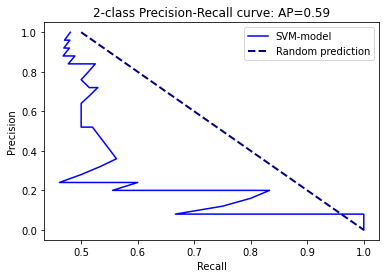 2-class Precision-Recall curve: AP=0.59
SVM-model
Random prediction
Precision
1.0
0.8
0.6
0.4
0.2
0.0
0.5
0.6
0.7
0.8
0.9
1.0
Recall